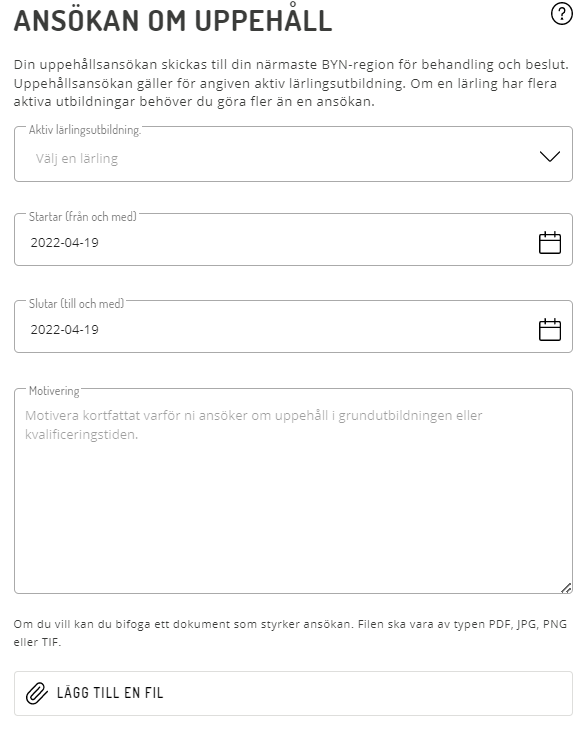 ANSÖKAN OM UPPEHÅLL
?
Din uppehållsansökan skickas till din närmaste BYN-region för behandling och beslut.
Uppehållsansökan gäller för angiven aktiv lärlingsutbildning. Om en lärling har flera
aktiva utbildningar behöver du göra fler än en ansökan.
Aktiv lärlingsutbildning.
Välj en lärling
Startar (från och med)
2022-04-19
Slutar (till och med)
2022-04-19
Motivering
Motivera kortfattat varför ni ansöker om uppehåll i grundutbildningen eller
kvalificeringstiden.
Om du vill kan du bifoga ett dokument som styrker ansökan. Filen ska vara av typen PDF, JPG, PNG
eller TIF.
LÄGG TILL EN FIL